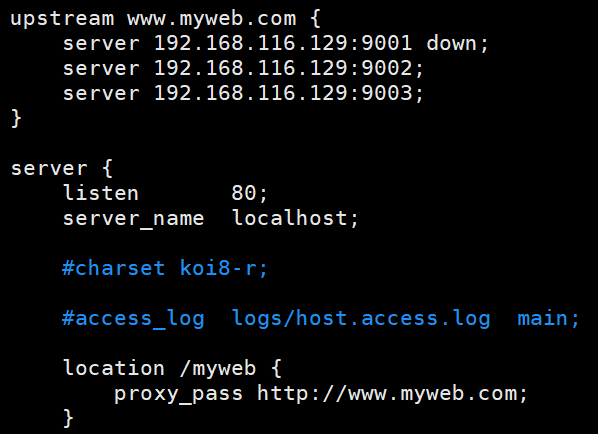 upstream www.myweb.com {
    server 192.168.116.129:9001 down;
    server 192.168.116.129:9002;
    server 192.168.116.129:9003;
}
server {
    listen       80;
    server_name  localhost;
    #charset koi8-r;
    #access_log  logs/host.access.log  main;
    location /myweb {
        proxy_pass http://www.myweb.com;
    }